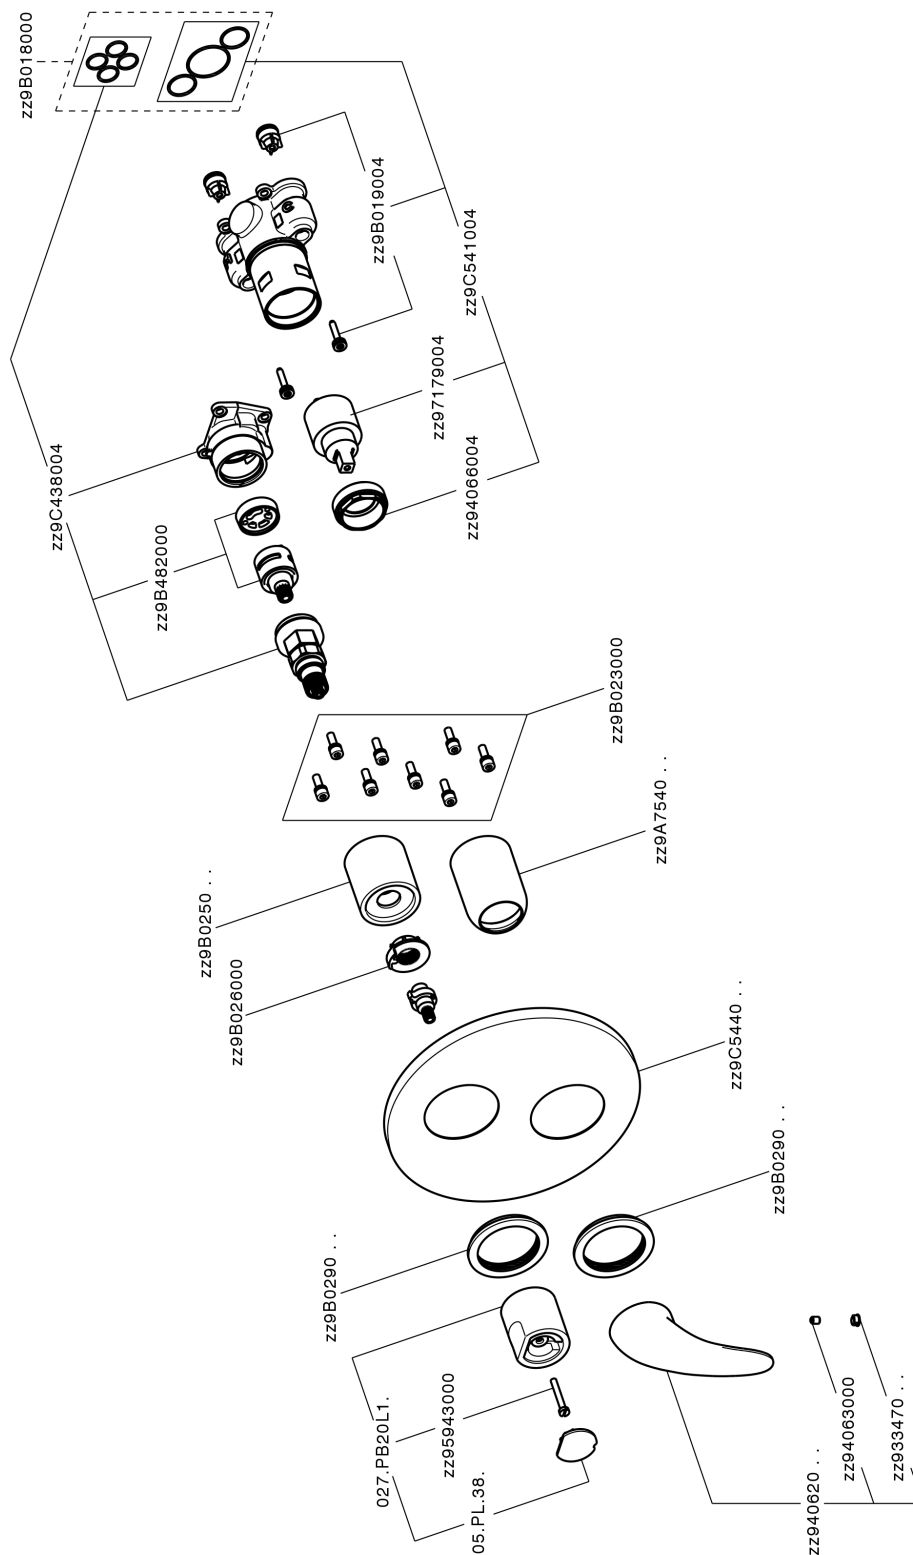 zz9B018000
zz9B019004
zz9C541004
zz97179004
zz94066004
zz9C438004
zz9B482000
zz9B023000
zz9A7540 . .
zz9B0250 . .
zz9B026000
zz9C5440 . .
zz9B0290 . .
zz9B0290 . .
027.PB20L1.
zz95943000
05.PL.38.
zz940620 . .
zz94063000
zz933470 . .